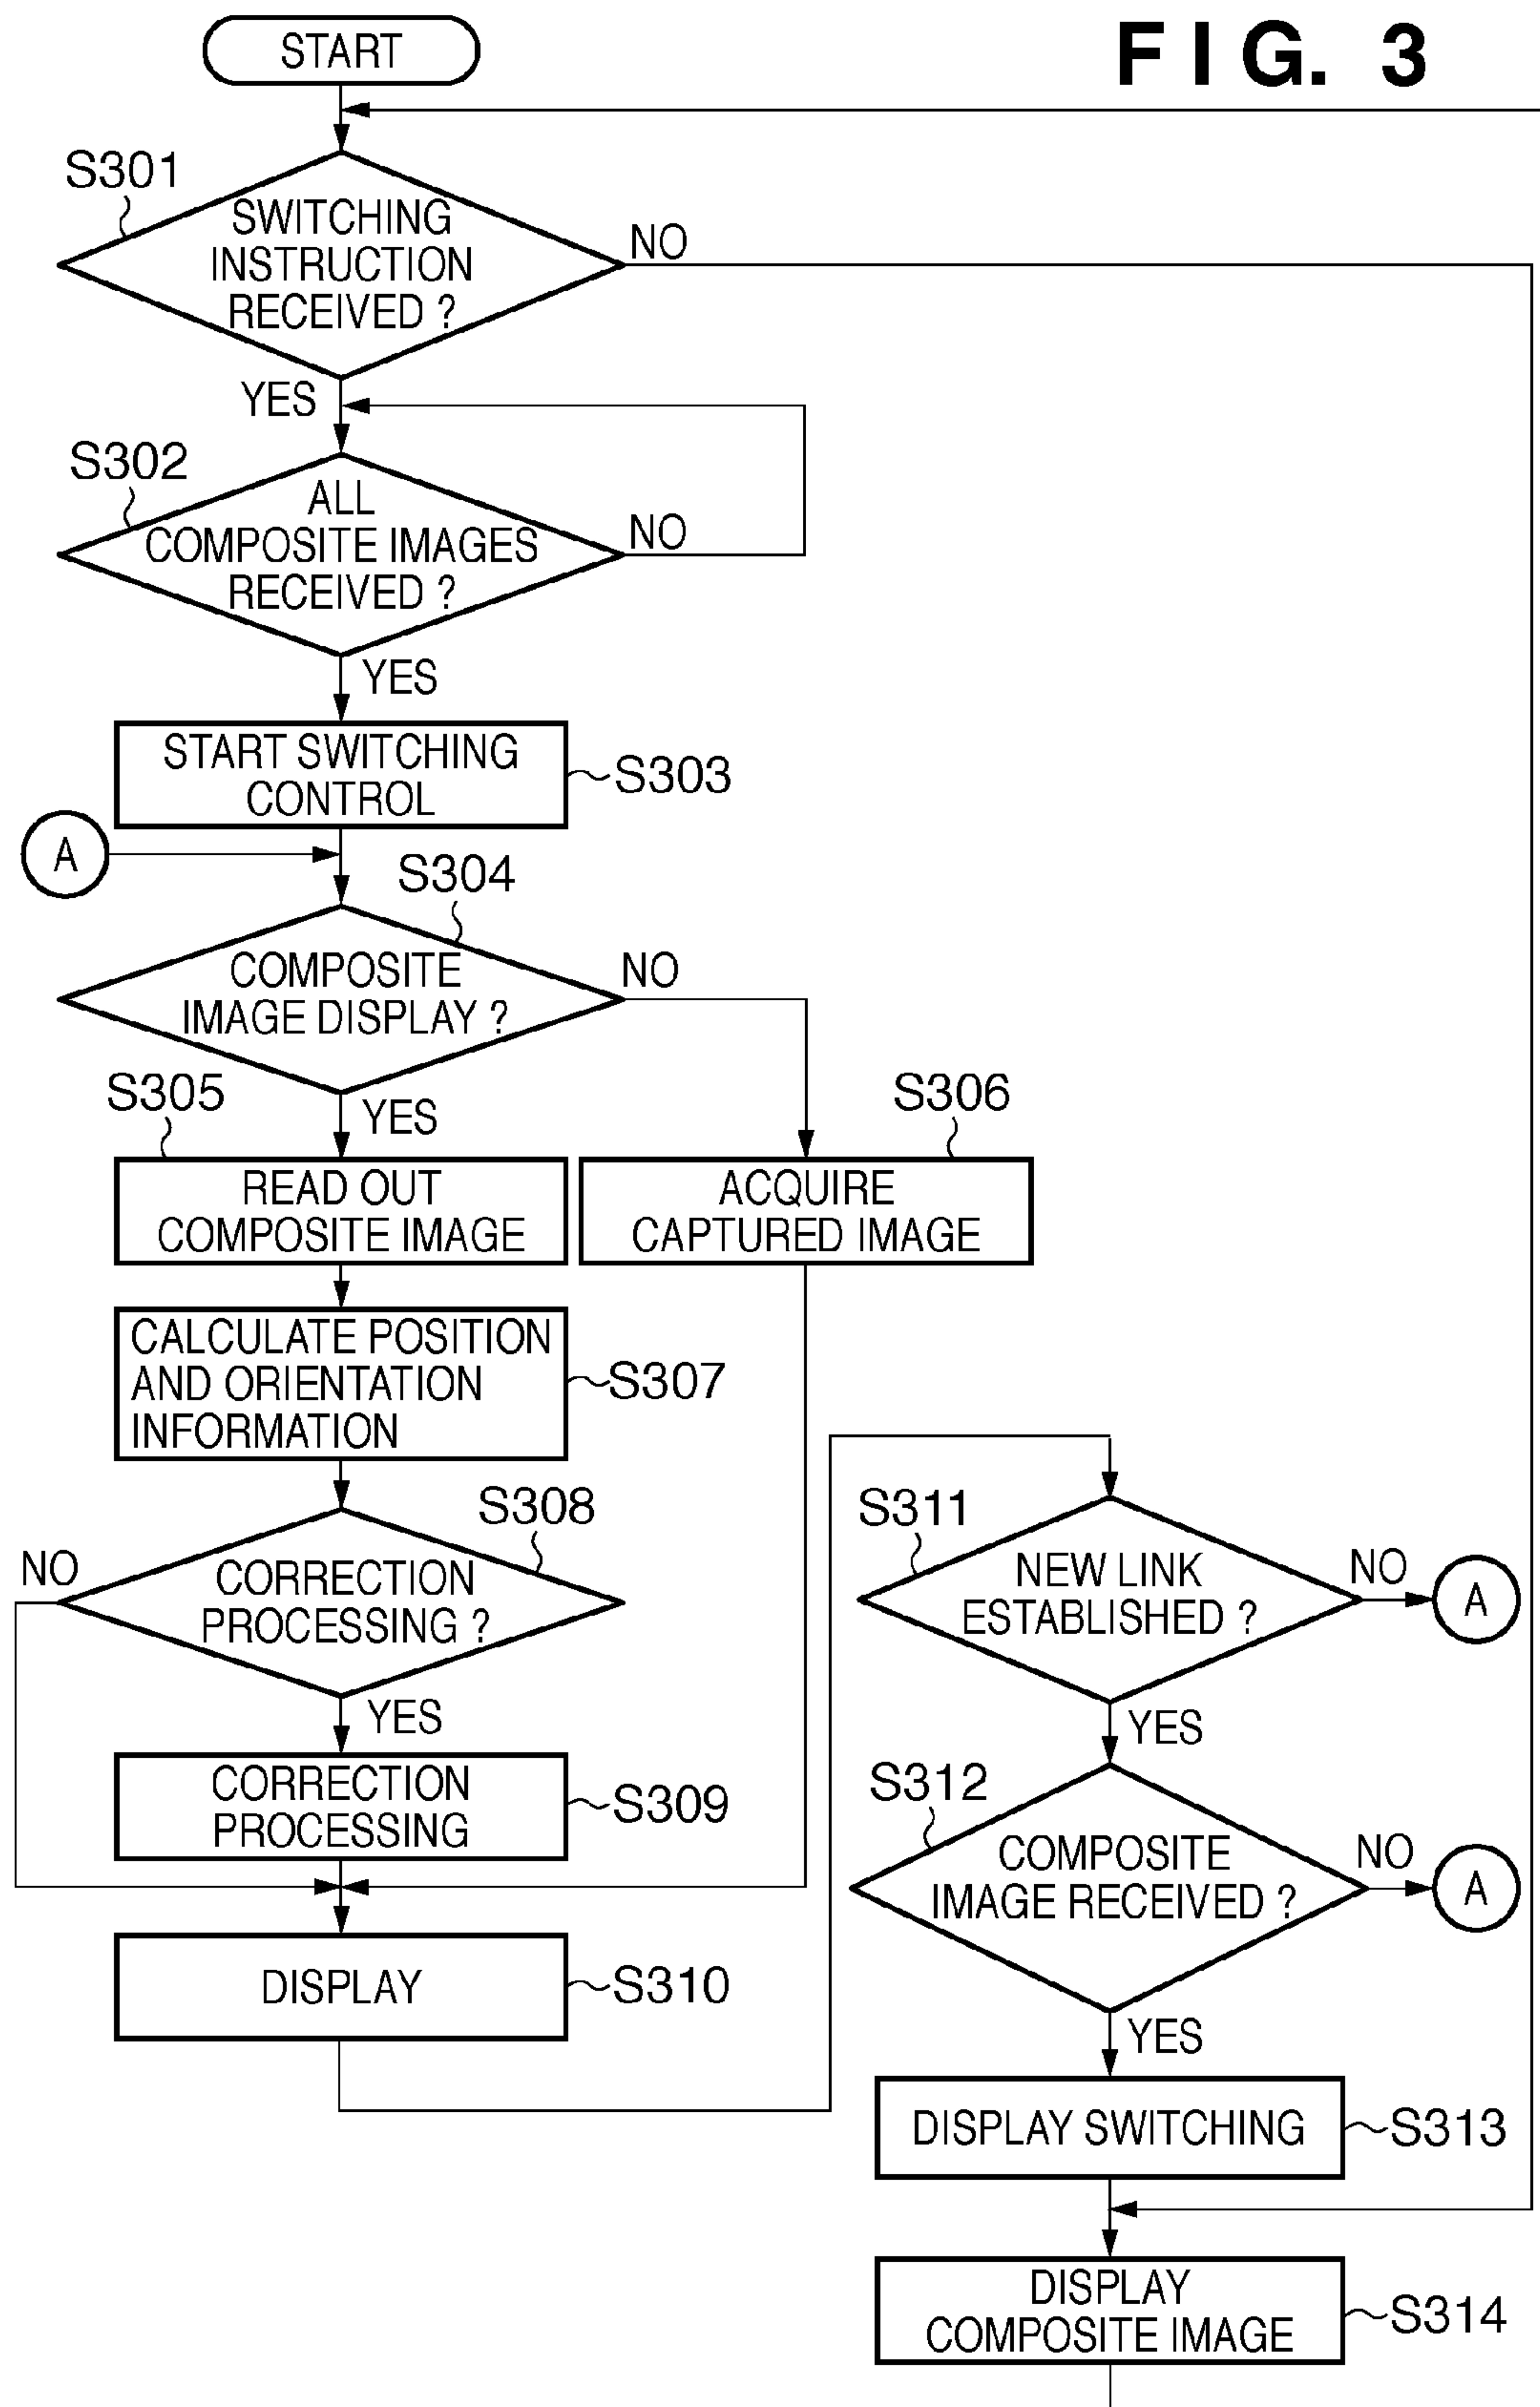 FIG. 3
START
S301
SWITCHING
INSTRUCTION
RECEIVED ?
NO
YES
S302
ALL
COMPOSITE IMAGES
RECEIVED ?
NO
YES
START SWITCHING
CONTROL
S303
A
S304
COMPOSITE
IMAGE DISPLAY ?
NO
YES
S305
READ OUT
COMPOSITE IMAGE
S306
ACQUIRE
CAPTURED IMAGE
CALCULATE POSITION
AND ORIENTATION
INFORMATION
S307
S308
CORRECTION
PROCESSING ?
NO
YES
CORRECTION
PROCESSING
S309
DISPLAY
S310
S311
NEW LINK
ESTABLISHED ?
NO
A
YES
S312
COMPOSITE
IMAGE RECEIVED ?
NO
A
YES
DISPLAY SWITCHING
S313
DISPLAY
COMPOSITE IMAGE
S314